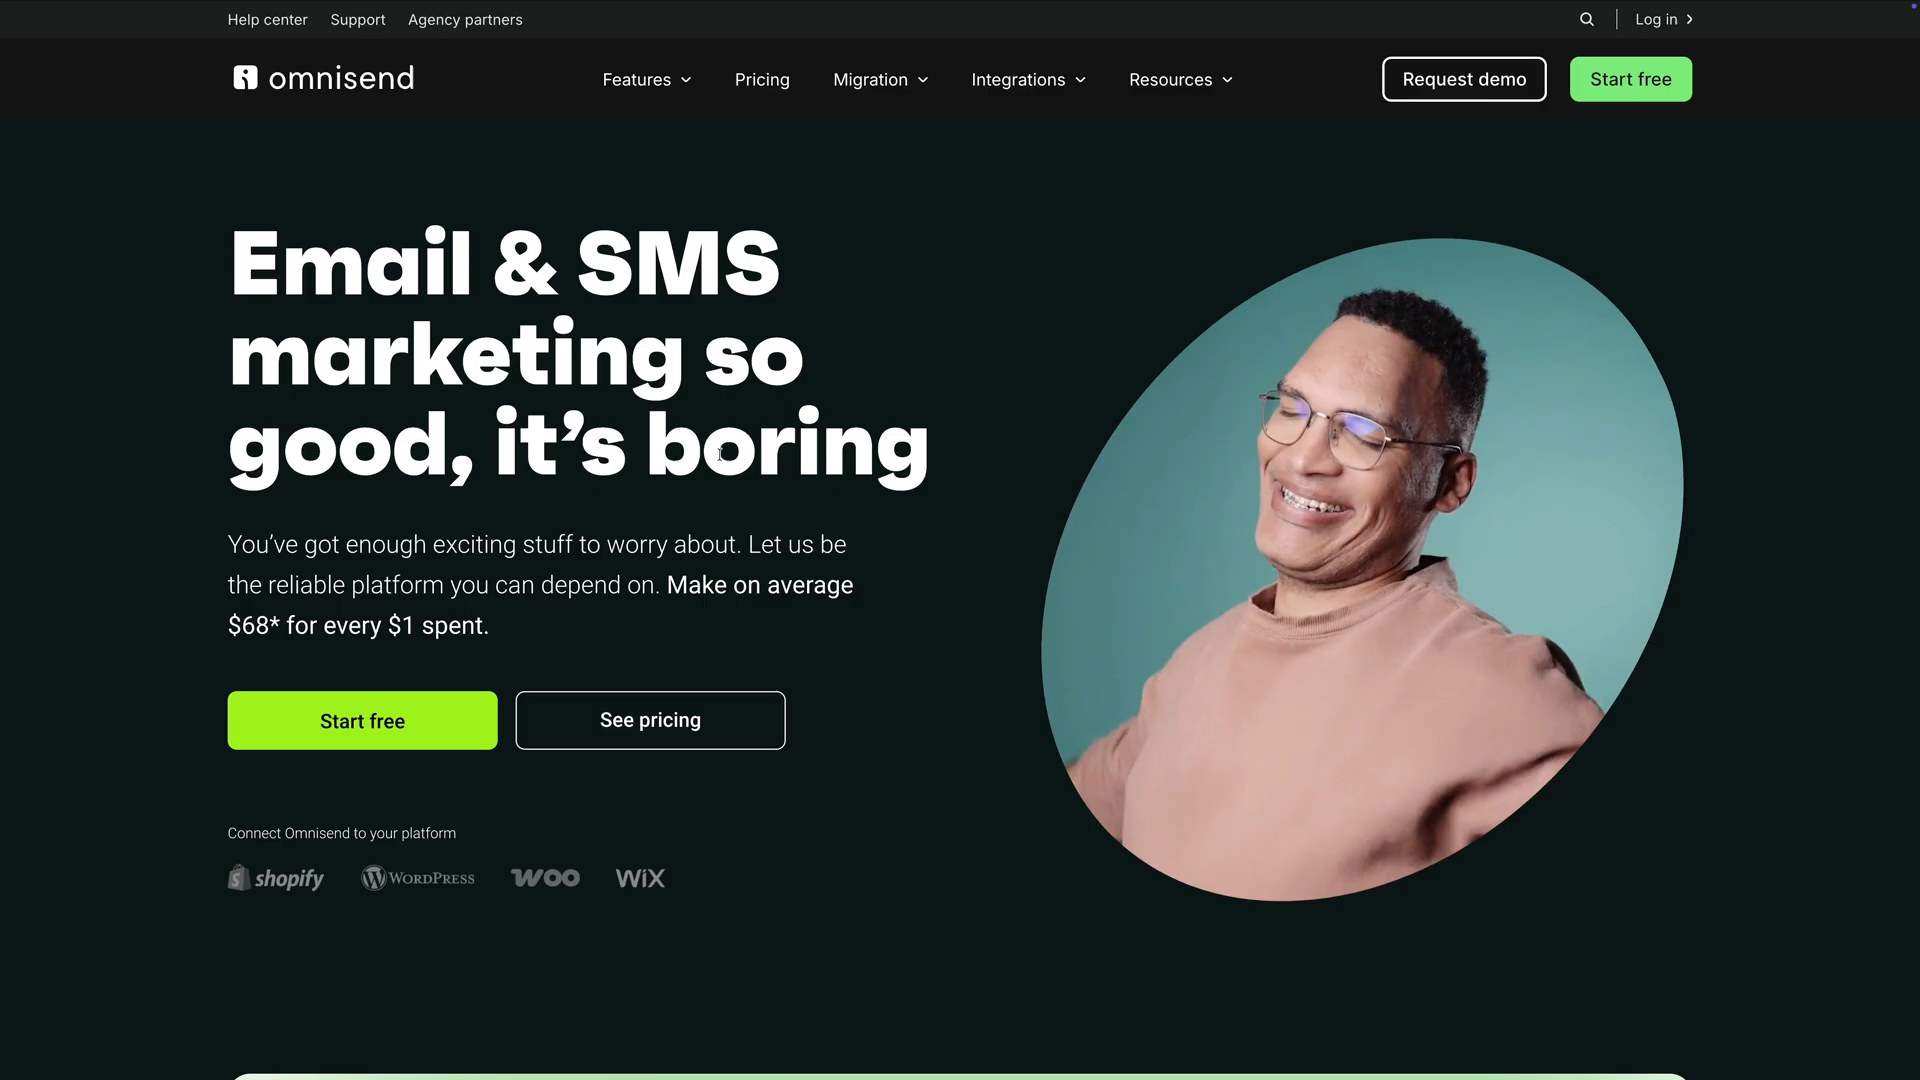 Help center Support Agency partners Log in
omnisend Features Pricing Migration Integrations Resources Request demo Start free
Email & SMS
marketing so
good, it’s boring
You’ve got enough exciting stuff to worry about. Let us be
the reliable platform you can depend on. Make on average
$68* for every $1 spent.
Start free See pricing
Connect Omnisend to your platform
shopify WORDPRESS WOO WiX